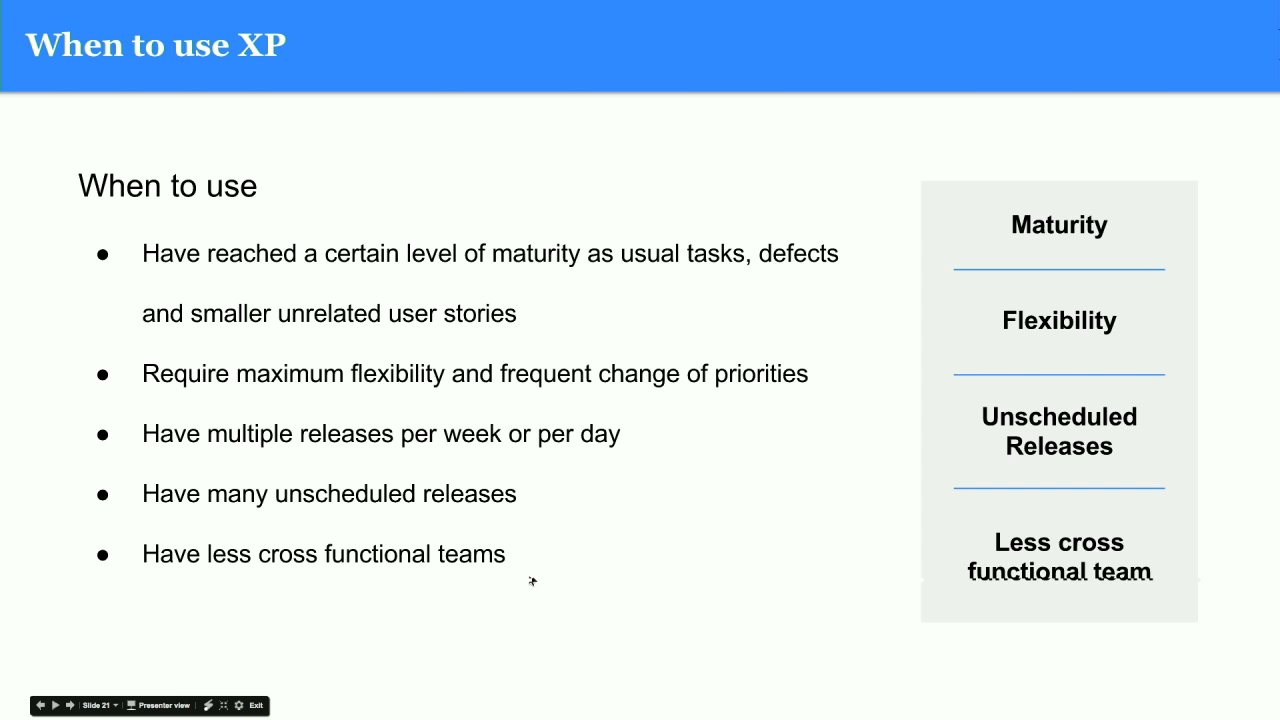 When to use XP
When to use
● Have reached a certain level of maturity as usual tasks, defects
and smaller unrelated user stories
● Require maximum flexibility and frequent change of priorities
● Have multiple releases per week or per day
● Have many unscheduled releases
● Have less cross functional teams
Maturity
Flexibility
Unscheduled
Releases
Less cross
functional team
Slide 21
Presenter view
Exit